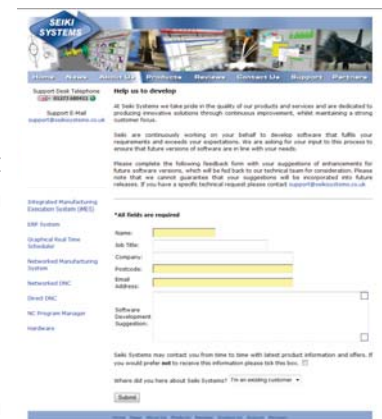 SEIKI
SYSTEMS
Home News About Us Products Reviews Contact Us Support Partners
Support Desk Telephone
Support E-Mail
support@seikisystems.co.uk
Help us to develop
At Seiki Systems we take pride in the quality of our products and services and are dedicated to
producing innovative solutions through continuous improvement, whilst maintaining a strong
customer focus.
Seiki are continuously working on your behalf to develop software that fulfils your
requirements and exceeds your expectations. We are asking for your input to this process to
ensure that future versions of software are in line with your needs.
Please complete the following feedback form with your suggestions of enhancements for
future software versions, which will be fed back to our technical team for consideration. Please
note that we cannot guarantee that your suggestions will be incorporated into future
releases. If you have a specific technical request please contact support@seikisystems.co.uk
Integrated Manufacturing
Execution System (iMES)
ERP System
Graphical Real Time
Scheduler
Networked Manufacturing
System
Networked DNC
Direct DNC
NC Program Manager
Hardware
*All fields are required
Name:
Job Title:
Company:
Postcode:
Email
Address:
Software
Development
Suggestion:
Seiki Systems may contact you from time to time with latest product information and offers. If
you would prefer not to receive this information please tick this box.
Where did you here about Seiki Systems? I'm an existing customer
Submit